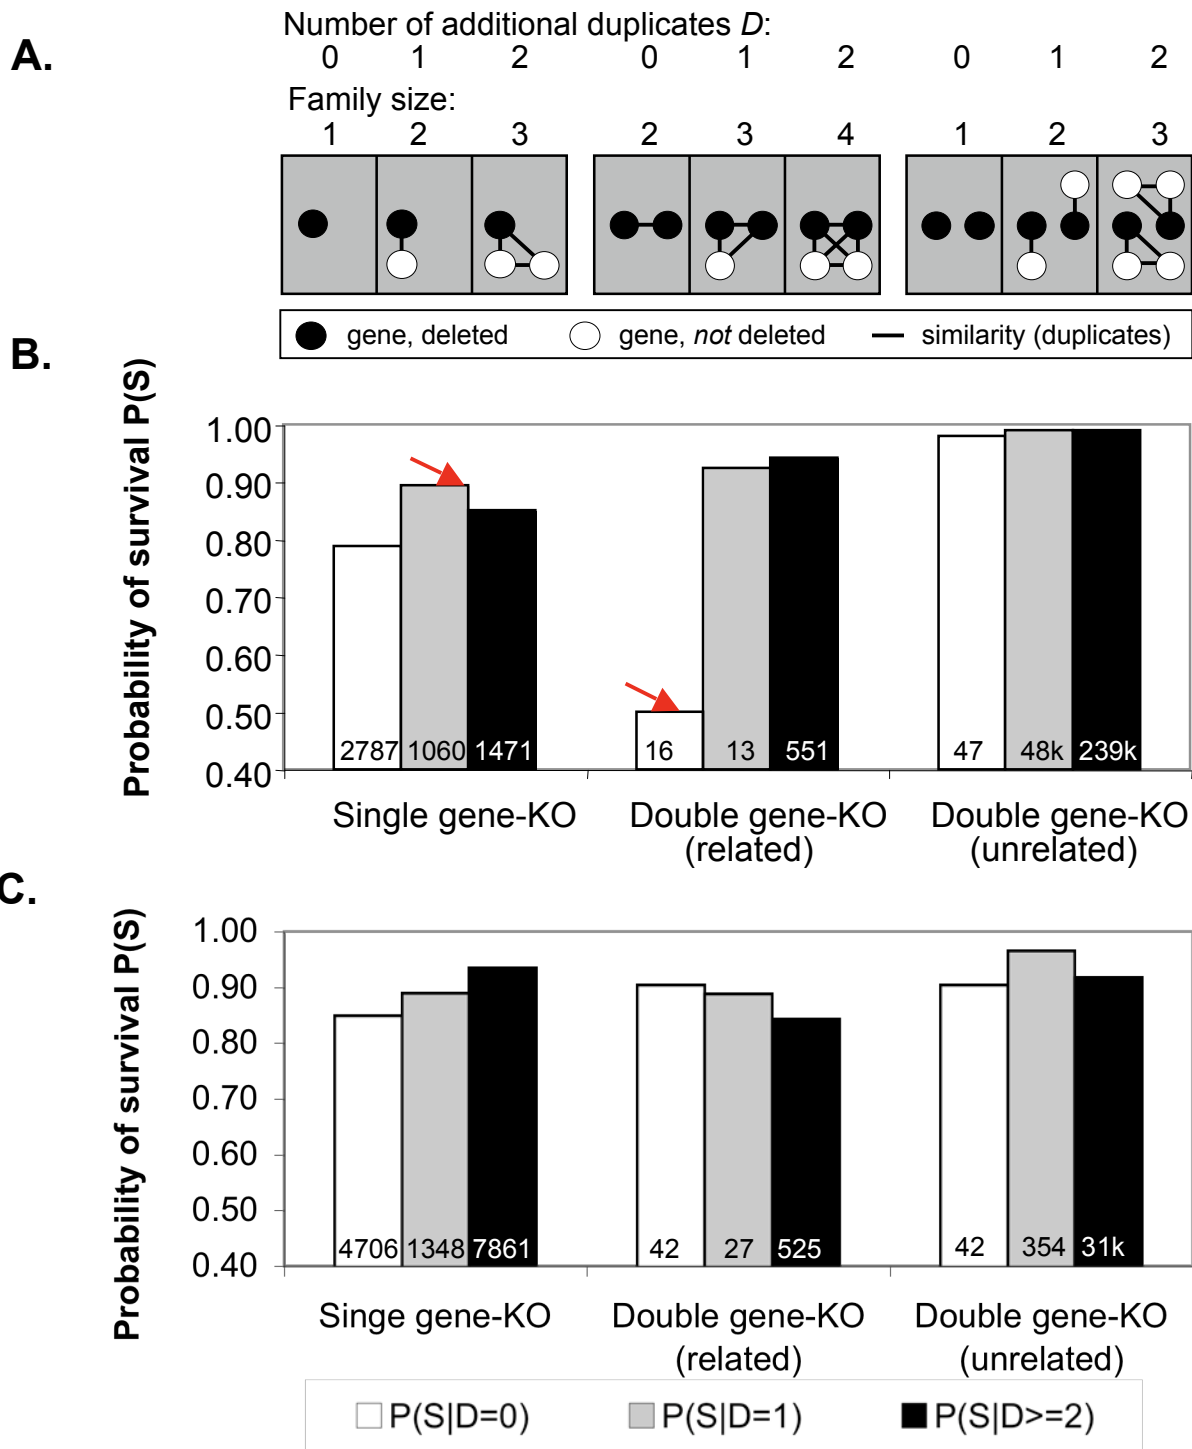 A.
Number of additional duplicates D:
0 1 2 0 1 2 0 1 2
Family size:
1 2 3 2 3 4 1 2 3
gene, deleted gene, not deleted similarity (duplicates)
B.
Probability of survival P(S)
1.00
0.90
0.80
0.70
0.60
0.50
0.40
2787 1060 1471 16 13 551 47 48k 239k
Single gene-KO Double gene-KO Double gene-KO
(related) (unrelated)
C.
Probability of survival P(S)
1.00
0.90
0.80
0.70
0.60
0.50
0.40
4706 1348 7861 42 27 525 42 354 31k
Singe gene-KO Double gene-KO Double gene-KO
(related) (unrelated)
P(S|D=0) P(S|D=1) P(S|D>=2)